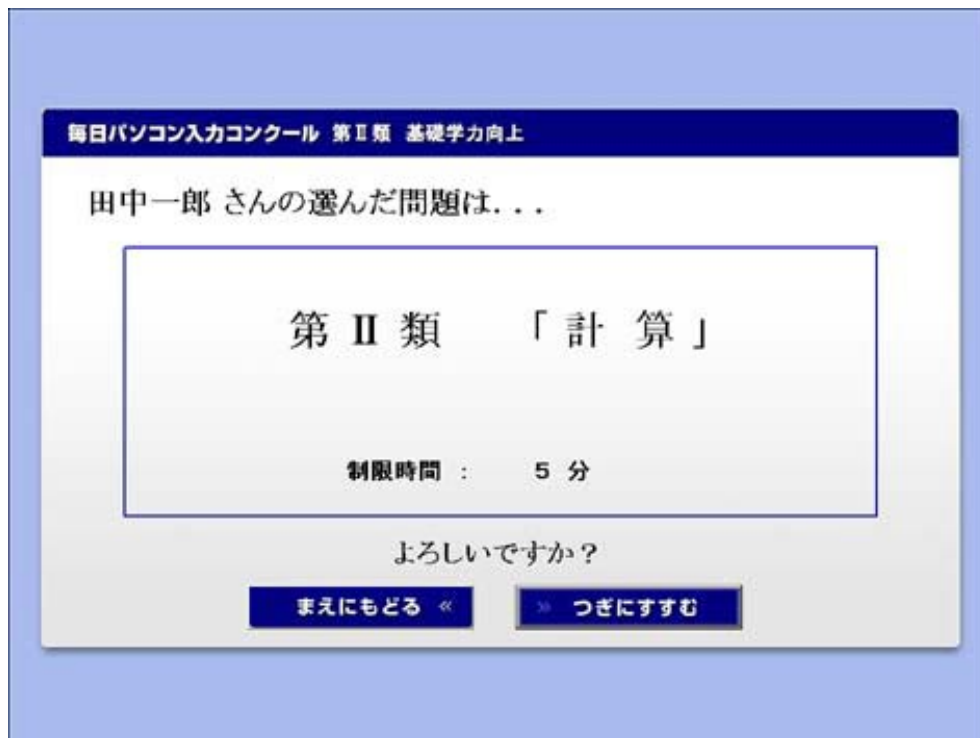 毎日パソコン入力コンクール 第Ⅱ類 基礎学力向上
田中一郎 さんの選んだ問題は...
第 Ⅱ 類 「計 算」
制限時間 : 5 分
よろしいですか？
まえにもどる « » つぎにすすむ